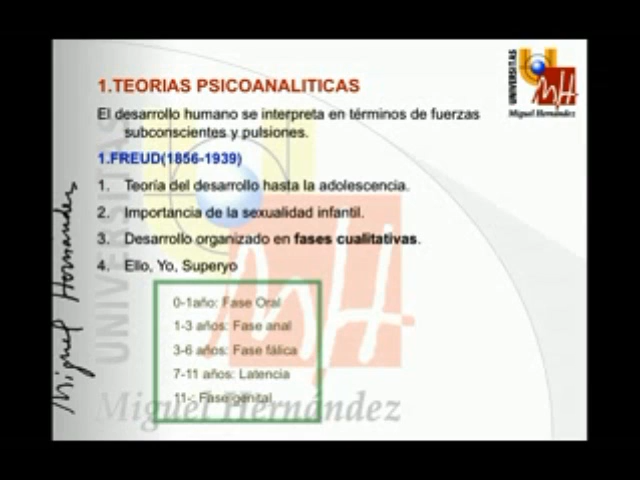 UNIVERSITAS
Miguel Hernández
1.TEORIAS PSICOANALITICAS
El desarrollo humano se interpreta en términos de fuerzas
subconscientes y pulsiones.
1.FREUD(1856-1939)
1. Teoría del desarrollo hasta la adolescencia.
2. Importancia de la sexualidad infantil.
3. Desarrollo organizado en fases cualitativas.
4. Ello, Yo, Superyo
0-1año: Fase Oral
1-3 años: Fase anal
3-6 años: Fase fálica
7-11 años: Latencia
11-: Fase genital
Miguel Hernández
UNIVERSITAS
Miguel Hernández